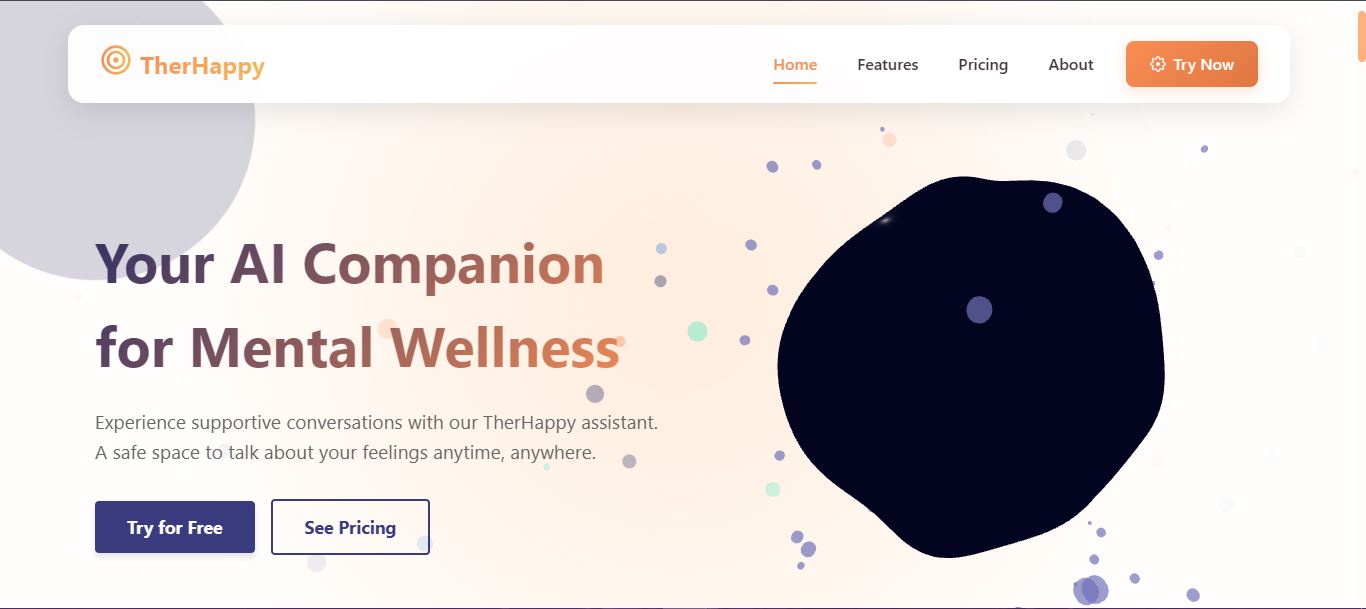 TherHappy
Home
Features
Pricing
About
Try Now
Your AI Companion
for Mental Wellness
Experience supportive conversations with our TherHappy assistant.
A safe space to talk about your feelings anytime, anywhere.
Try for Free
See Pricing